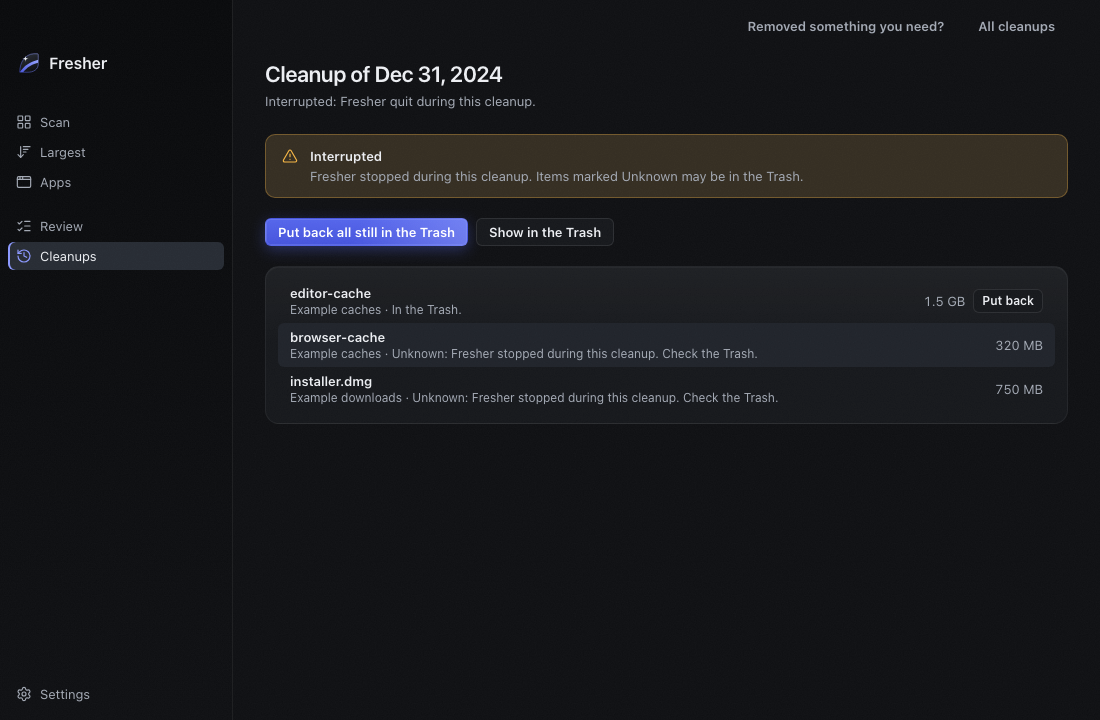 Removed something you need?
All cleanups
Fresher
Scan
Largest
Apps
Review
Cleanups
Settings
Cleanup of Dec 31, 2024
Interrupted: Fresher quit during this cleanup.
Interrupted
Fresher stopped during this cleanup. Items marked Unknown may be in the Trash.
Put back all still in the Trash
Show in the Trash
editor-cache
Example caches · In the Trash.
1.5 GB
Put back
browser-cache
Example caches · Unknown: Fresher stopped during this cleanup. Check the Trash.
320 MB
installer.dmg
Example downloads · Unknown: Fresher stopped during this cleanup. Check the Trash.
750 MB